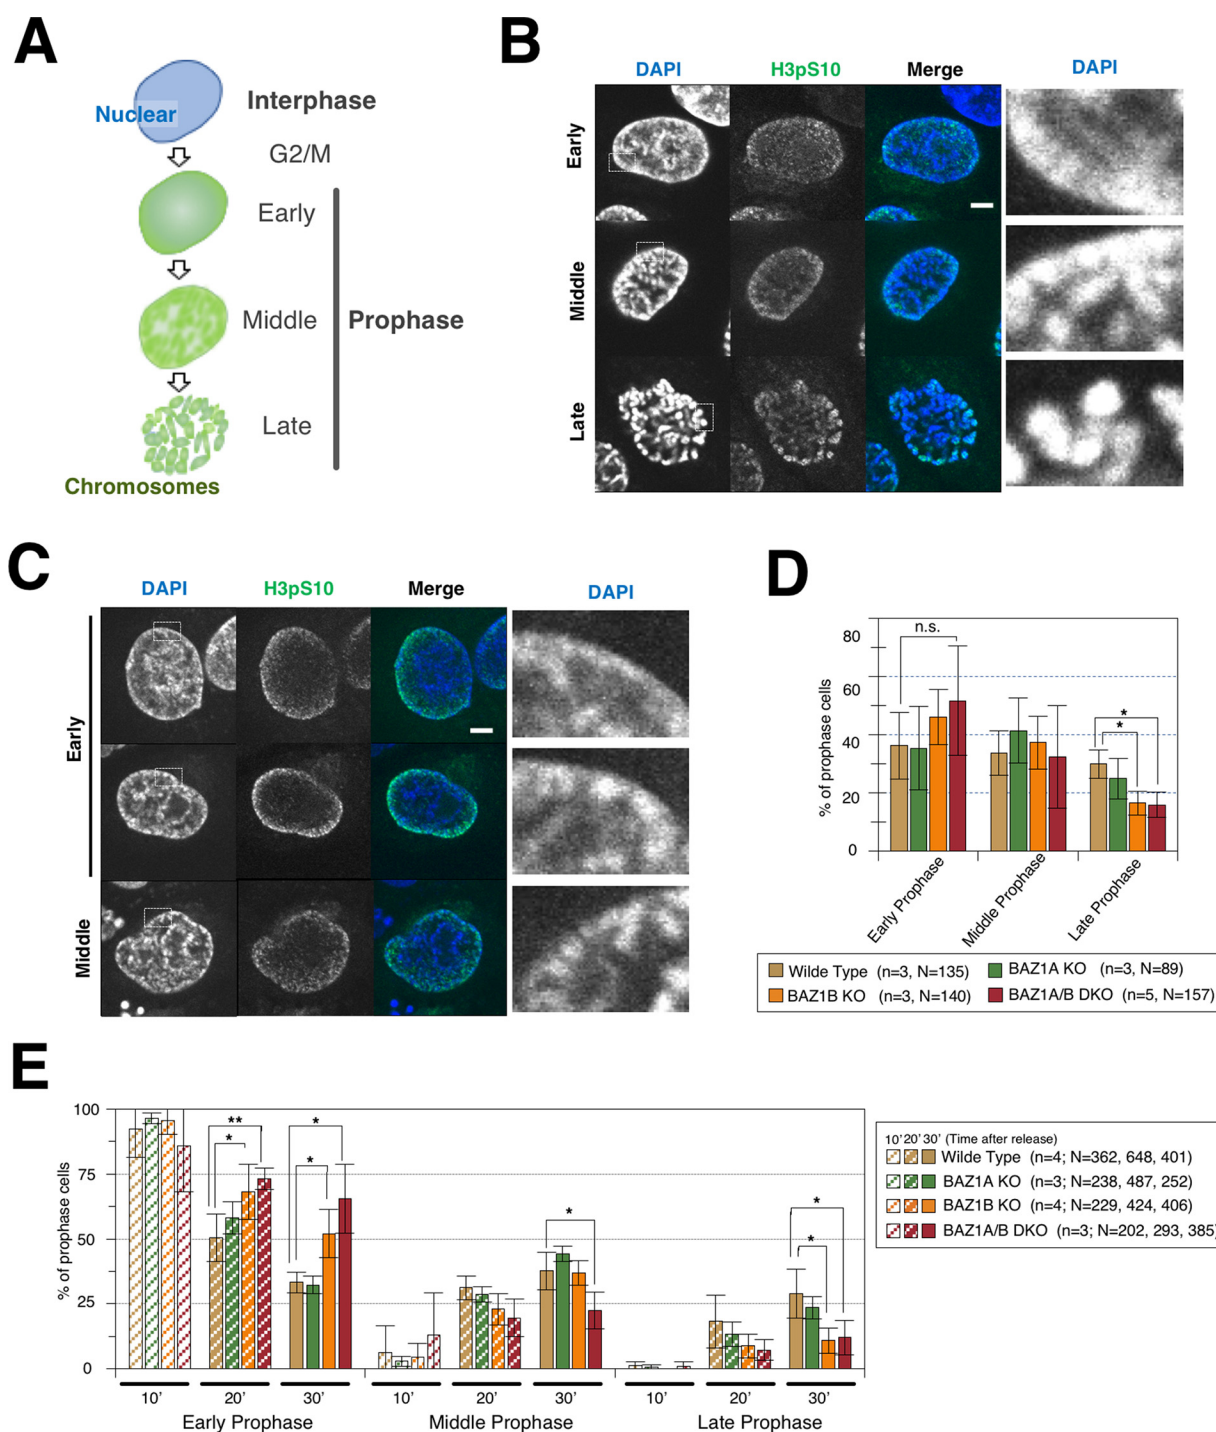 A
Nuclear
Interphase
G2/M
Early
Middle
Prophase
Late
Chromosomes
B
DAPI
H3pS10
Merge
DAPI
Early
Middle
Late
C
DAPI
H3pS10
Merge
DAPI
Early
Middle
D
n.s.
80
60
40
20
0
% of prophase cells
*
*
Early Prophase
Middle Prophase
Late Prophase
Wilde Type (n=3, N=135)
BAZ1A KO (n=3, N=89)
BAZ1B KO (n=3, N=140)
BAZ1A/B DKO (n=5, N=157)
E
100
75
50
25
0
% of prophase cells
**
*
*
*
*
*
*
10' 20' 30'
10' 20' 30'
10' 20' 30'
Early Prophase
Middle Prophase
Late Prophase
10' 20' 30' (Time after release)
Wilde Type (n=4; N=362, 648, 401)
BAZ1A KO (n=3; N=238, 487, 252)
BAZ1B KO (n=4; N=229, 424, 406)
BAZ1A/B DKO (n=3; N=202, 293, 385)